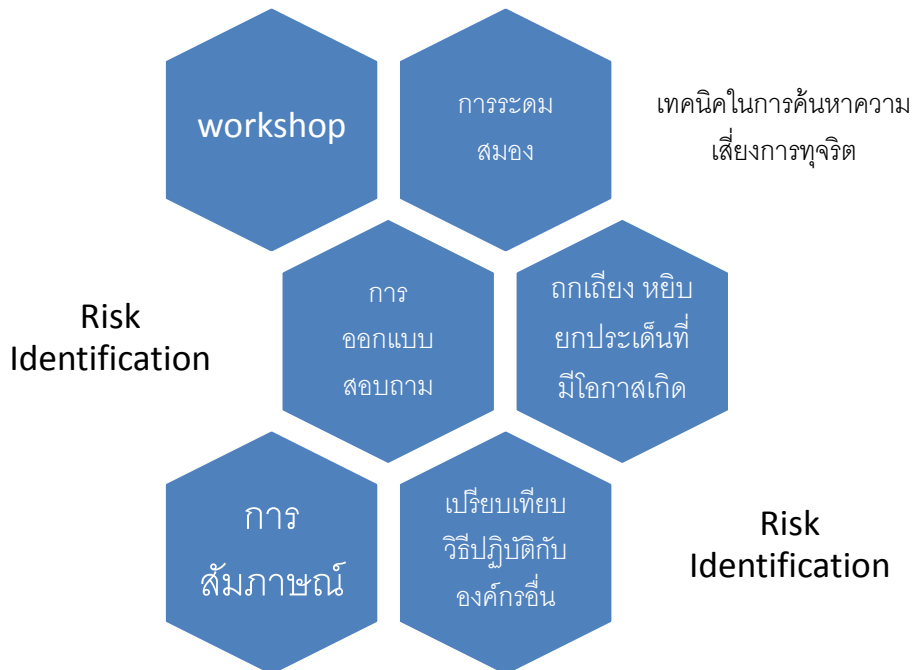 workshop
การระดม
สมอง
เทคนิคในการค้นหาความ
เสี่ยงการทุจริต
Risk
Identification
การ
ออกแบบ
สอบถาม
ถกเถียง หยิบ
ยกประเด็นที่
มีโอกาสเกิด
การ
สัมภาษณ์
เปรียบเทียบ
วิธีปฏิบัติกับ
องค์กรอื่น
Risk
Identification